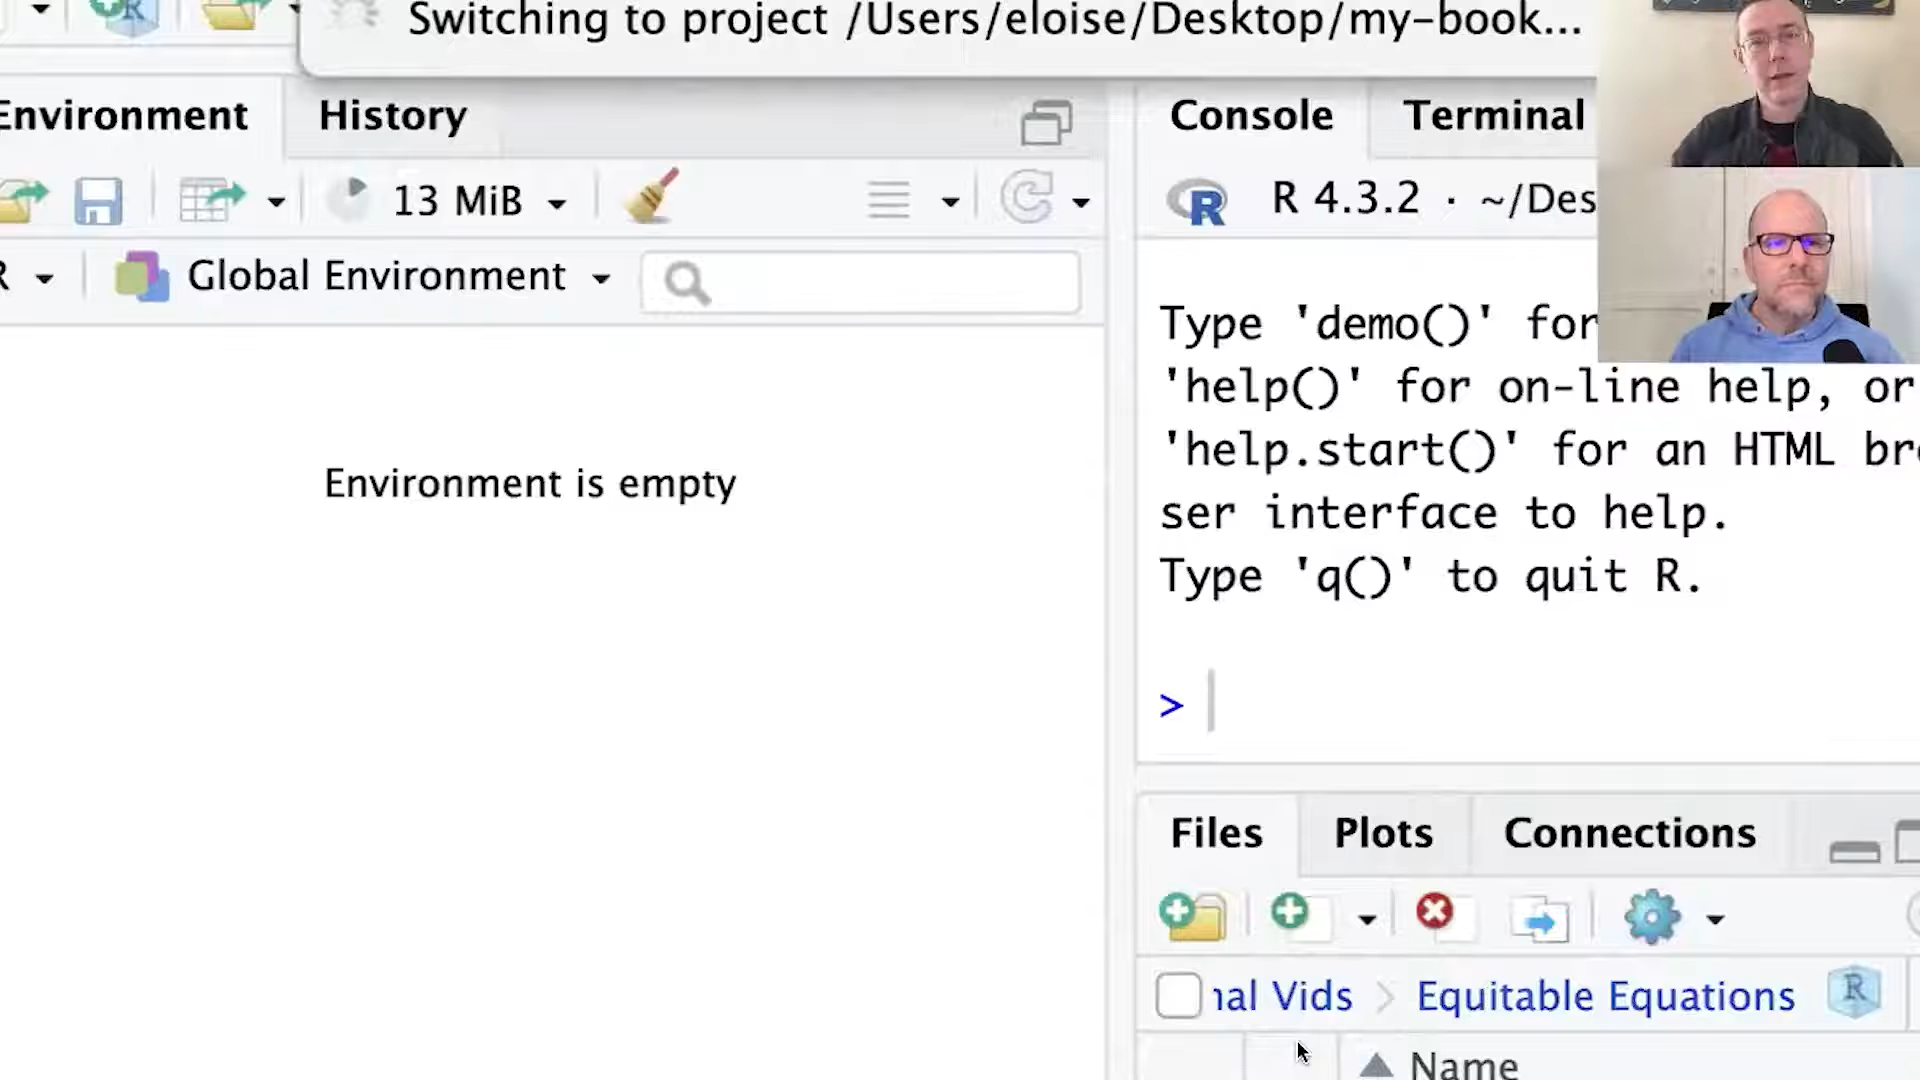 Switching to project /Users/eloise/Desktop/my-book...
Environment
History
13 MiB
R
Global Environment
Environment is empty
Console
Terminal
R 4.3.2 · ~/Des
Type 'demo()' for
'help()' for on-line help, or
'help.start()' for an HTML bro
ser interface to help.
Type 'q()' to quit R.
>
Files
Plots
Connections
nal Vids
Equitable Equations
Name